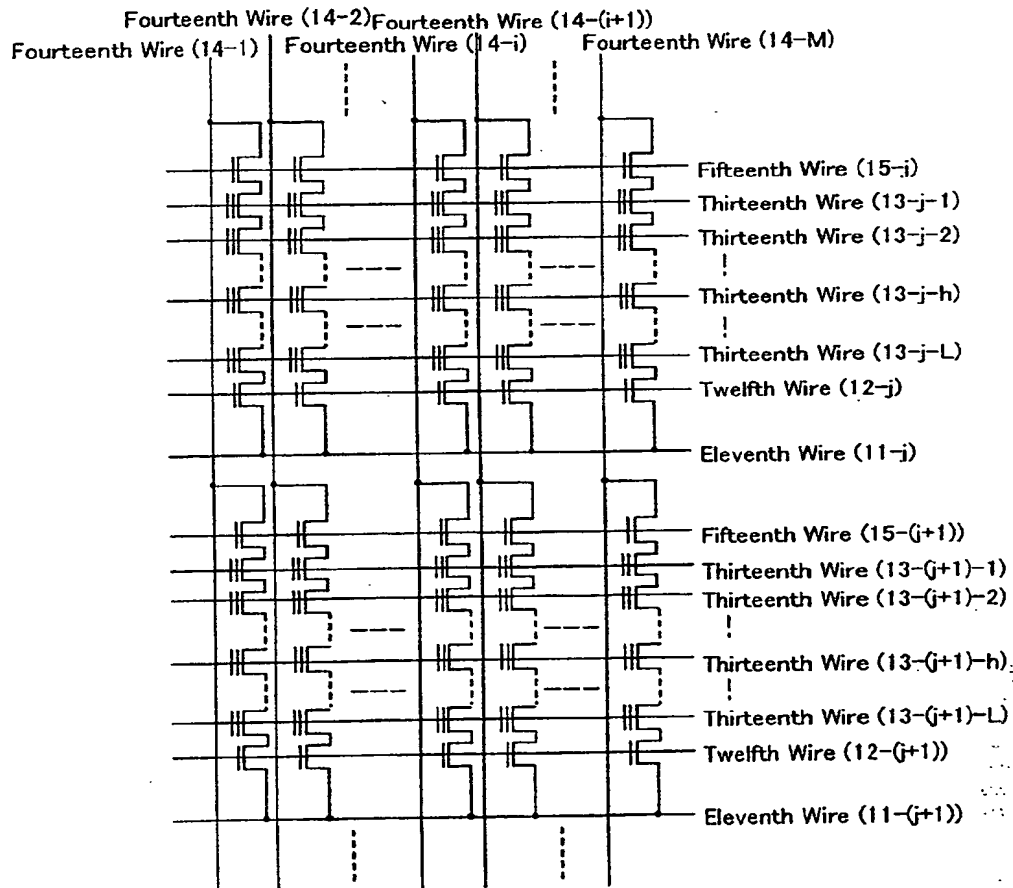 Fourteenth Wire (14-2) Fourteenth Wire (14-(i+1))
Fourteenth Wire (14-1) Fourteenth Wire (14-i) Fourteenth Wire (14-M)
Fifteenth Wire (15-j)
Thirteenth Wire (13-j-1)
Thirteenth Wire (13-j-2)
Thirteenth Wire (13-j-h)
Thirteenth Wire (13-j-L)
Twelfth Wire (12-j)
Eleventh Wire (11-j)
Fifteenth Wire (15-(j+1))
Thirteenth Wire (13-(j+1)-1)
Thirteenth Wire (13-(j+1)-2)
Thirteenth Wire (13-(j+1)-h)
Thirteenth Wire (13-(j+1)-L)
Twelfth Wire (12-(j+1))
Eleventh Wire (11-(j+1))